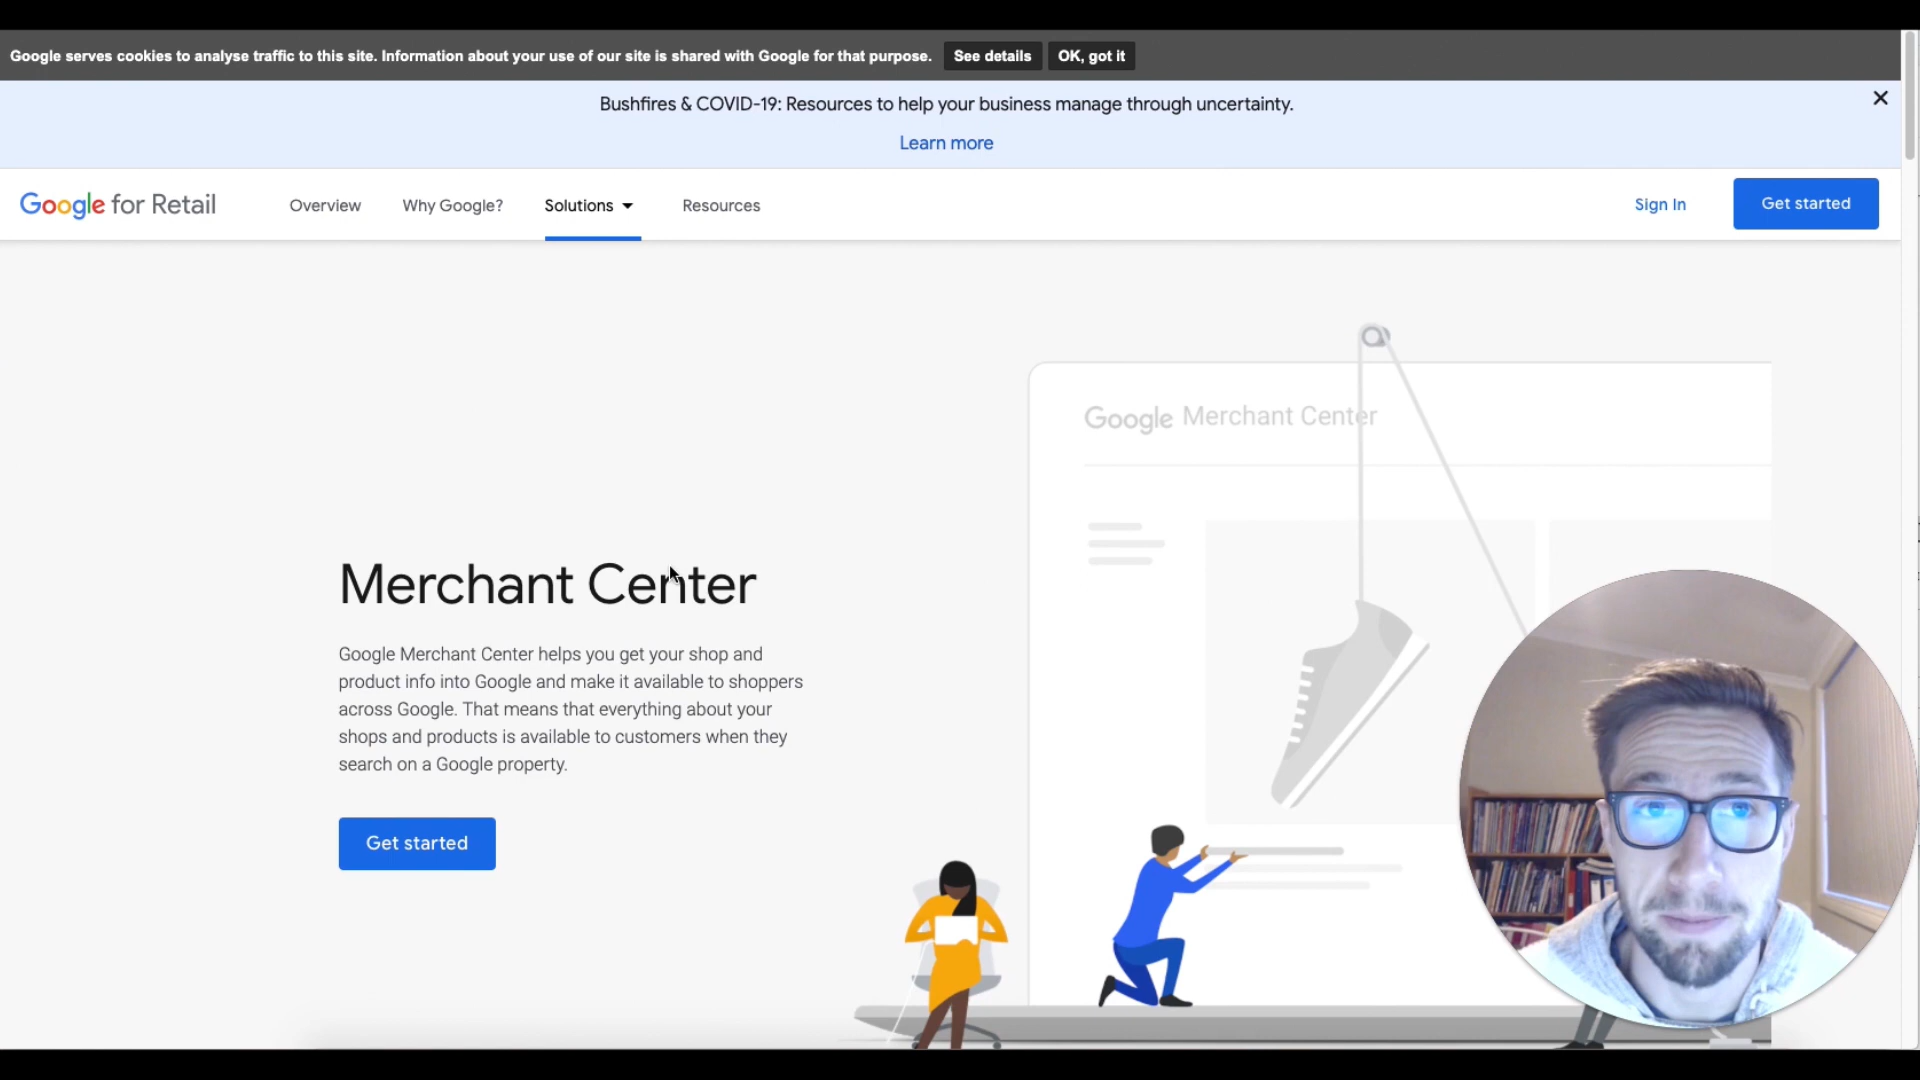 Google serves cookies to analyse traffic to this site. Information about your use of our site is shared with Google for that purpose. See details OK, got it
Bushfires & COVID-19: Resources to help your business manage through uncertainty.
Learn more
Google for Retail Overview Why Google? Solutions Resources Sign In Get started
Google Merchant Center
Merchant Center
Google Merchant Center helps you get your shop and
product info into Google and make it available to shoppers
across Google. That means that everything about your
shops and products is available to customers when they
search on a Google property.
Get started